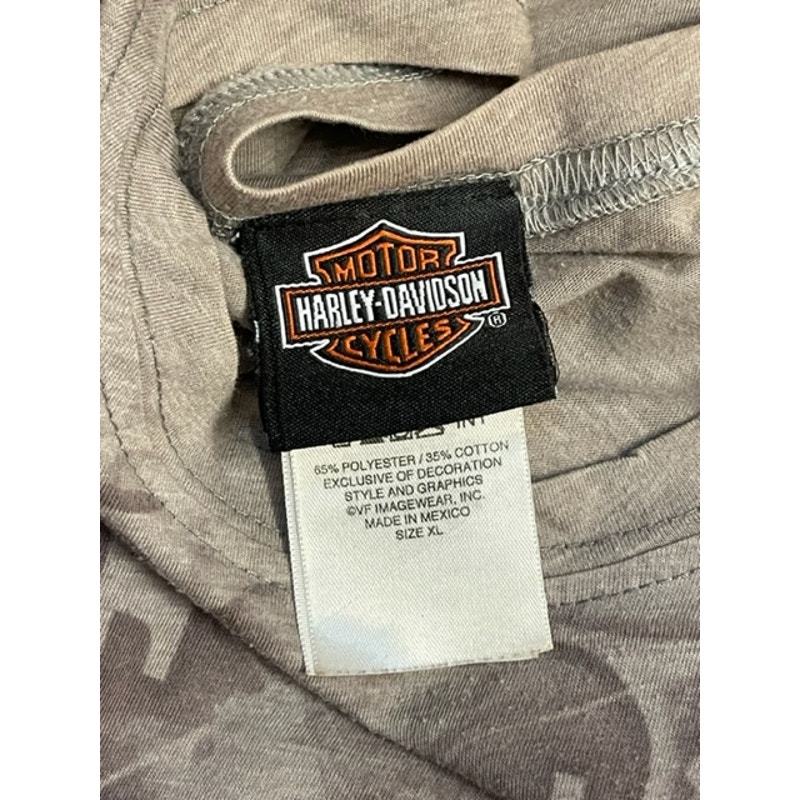 MOTOR
HARLEY-DAVIDSON
CYCLES
®
65% POLYESTER / 35% COTTON
EXCLUSIVE OF DECORATION
STYLE AND GRAPHICS
©VF IMAGEWEAR, INC.
MADE IN MEXICO
SIZE XL